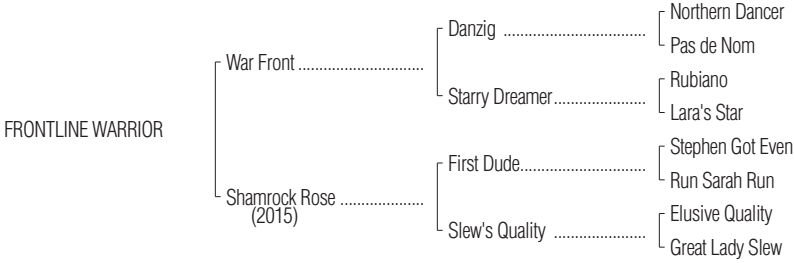 Northern Dancer
Danzig ..................................
Pas de Nom
War Front ..............................
Rubiano
Starry Dreamer......................
Lara's Star
FRONTLINE WARRIOR
Stephen Got Even
First Dude..............................
Run Sarah Run
Shamrock Rose ....................
(2015)
Elusive Quality
Slew's Quality ......................
Great Lady Slew